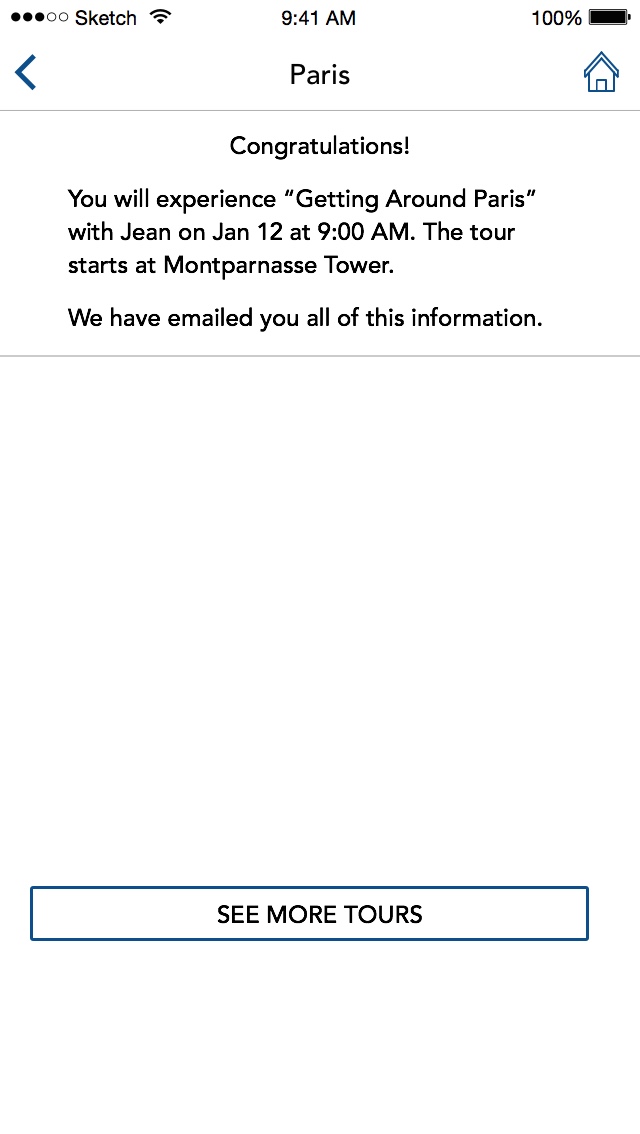 Sketch 9:41 AM 100%
Paris
Congratulations!
You will experience “Getting Around Paris”
with Jean on Jan 12 at 9:00 AM. The tour
starts at Montparnasse Tower.
We have emailed you all of this information.
SEE MORE TOURS